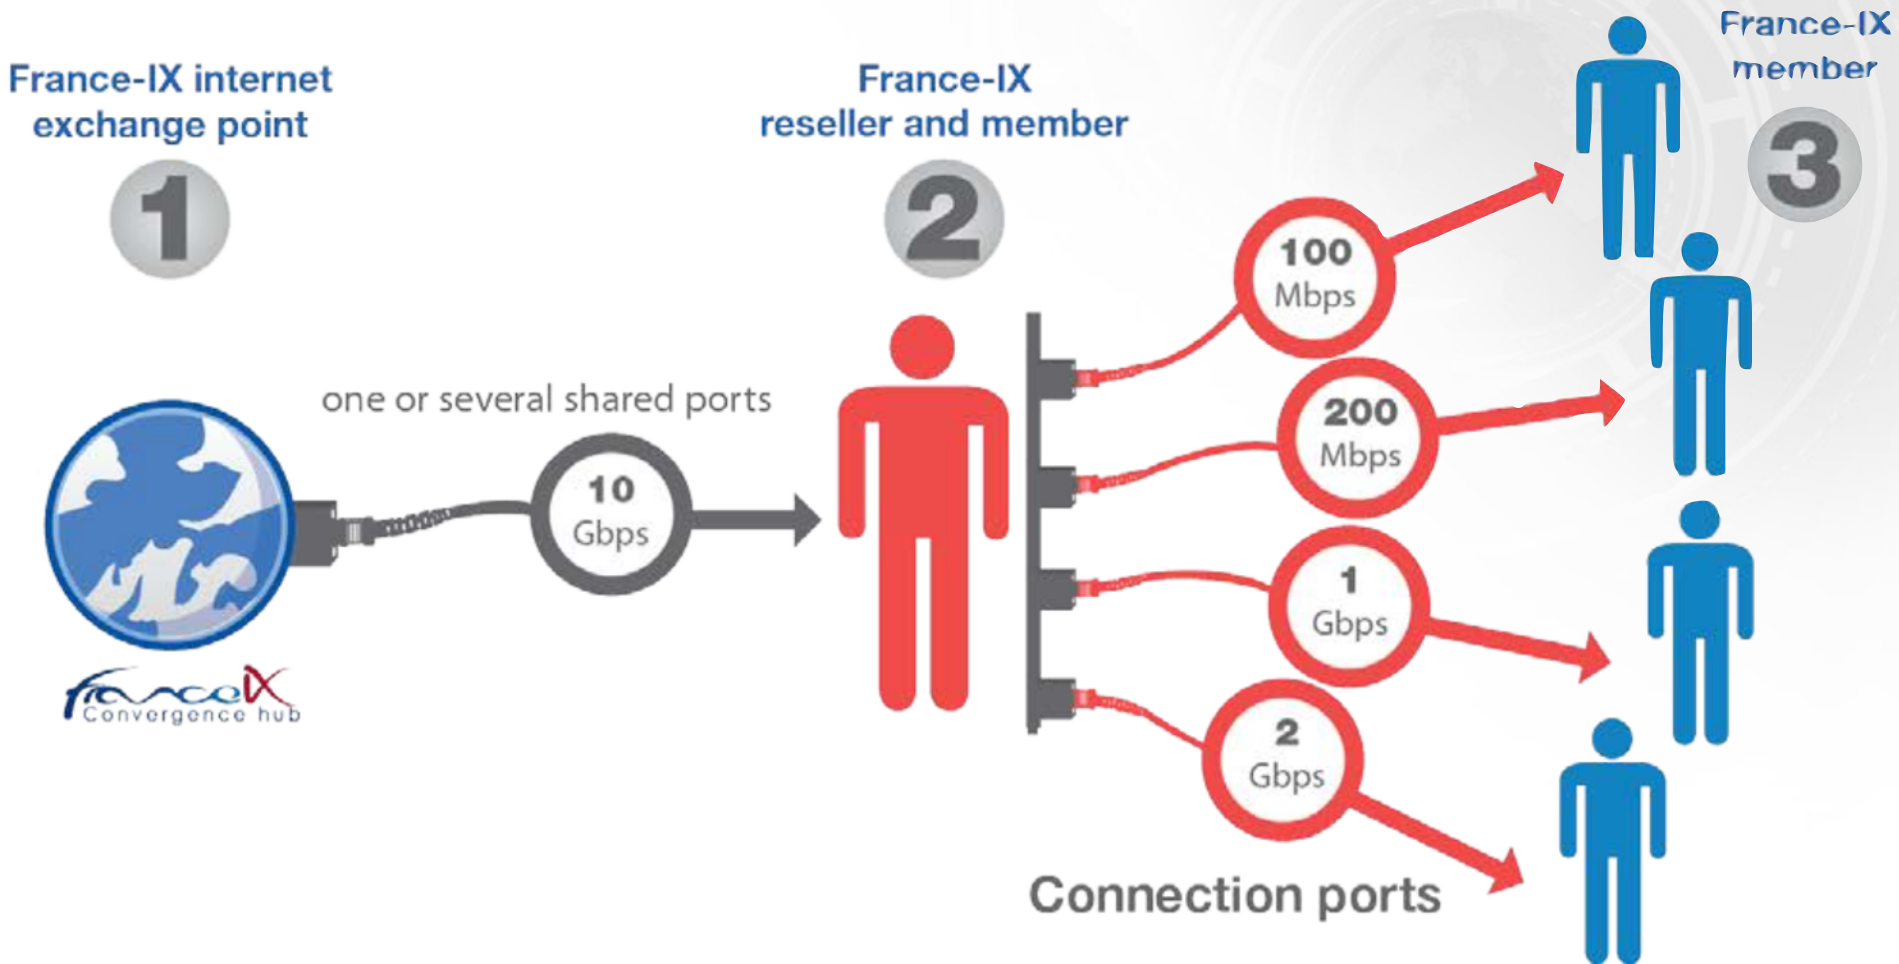 France-IX internet
exchange point
1
one or several shared ports
10
Gbps
franceIX
Convergence hub
France-IX
reseller and member
2
100
Mbps
200
Mbps
1
Gbps
2
Gbps
Connection ports
France-IX
member
3